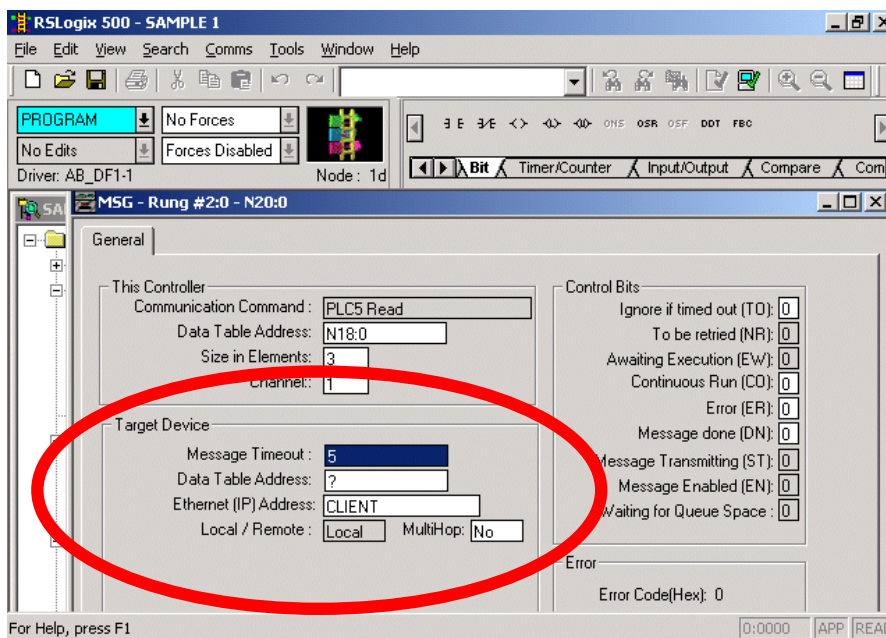 RSLogix 500 - SAMPLE 1
File Edit View Search Comms Tools Window Help
PROGRAM No Forces
No Edits Forces Disabled
Driver: AB_DF1-1 Node : 1d
ONS OSR OSF DDT FBC
Bit Timer/Counter Input/Output Compare Com
SA
MSG - Rung #2:0 - N20:0
General
This Controller
Communication Command : PLC5 Read
Data Table Address: N18:0
Size in Elements: 3
Channel: 1
Target Device
Message Timeout : 5
Data Table Address: ?
Ethernet (IP) Address: CLIENT
Local / Remote : Local MultiHop: No
Control Bits
Ignore if timed out (TO): 0
To be retried (NR): 0
Awaiting Execution (EW): 0
Continuous Run (CO): 0
Error (ER): 0
Message done (DN): 0
Message Transmitting (ST): 0
Message Enabled (EN): 0
Waiting for Queue Space : 0
Error
Error Code(Hex): 0
For Help, press F1
0:0000 APP REA